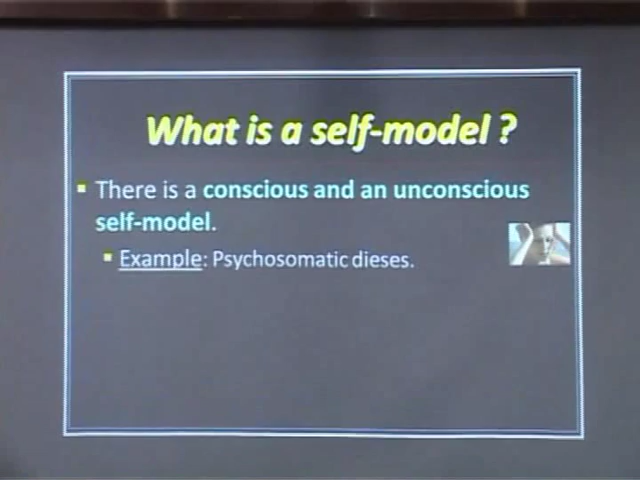 What is a self-model ?
There is a conscious and an unconscious
self-model.
Example: Psychosomatic dieses.